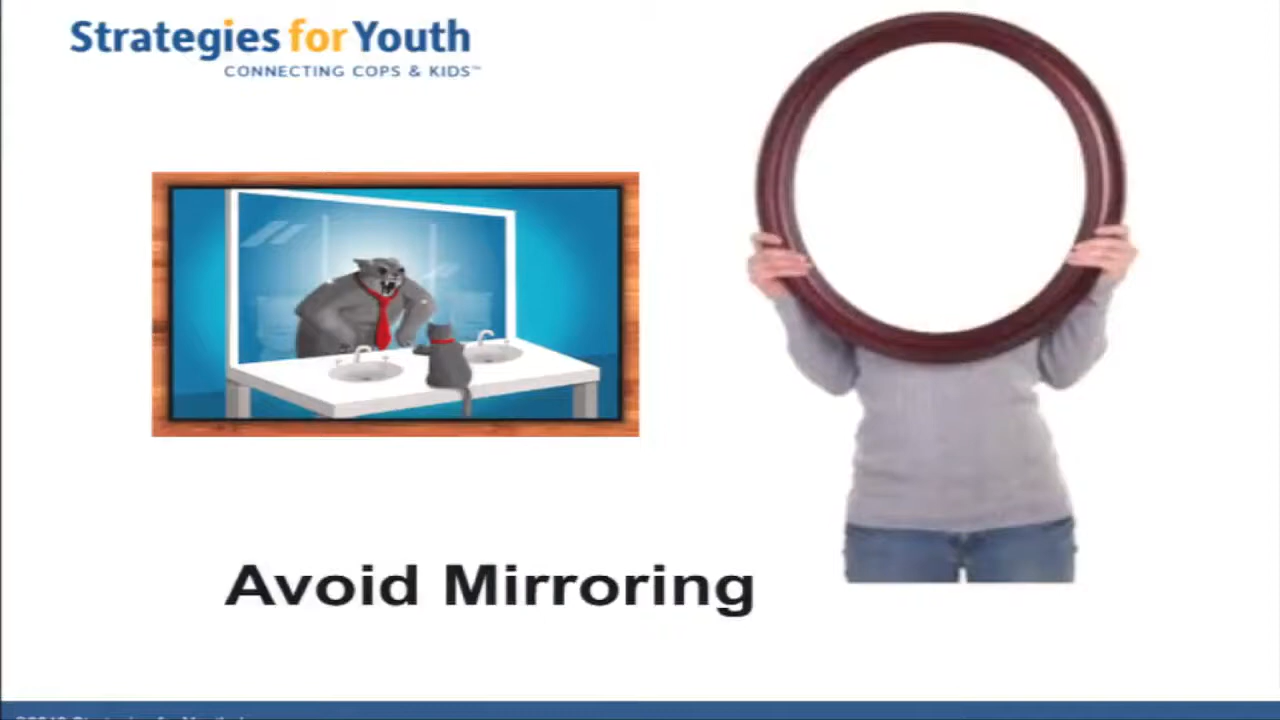 Strategies for Youth
CONNECTING COPS & KIDS™
Avoid Mirroring